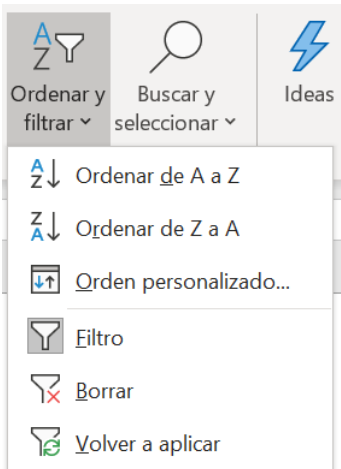 Ordenar y
filtrar
Buscar y
seleccionar
Ideas
Ordenar de A a Z
Ordenar de Z a A
Orden personalizado...
Filtro
Borrar
Volver a aplicar